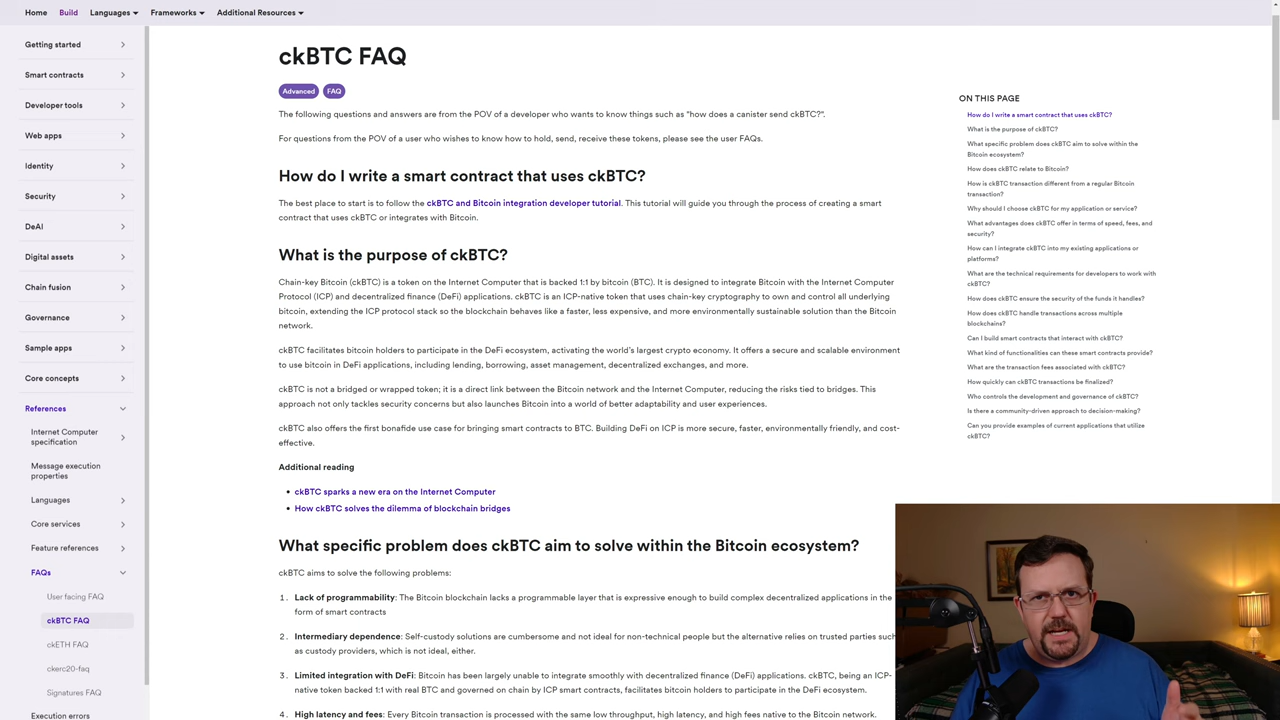 Home Build Languages Frameworks Additional Resources
Getting started
Smart contracts
Developer tools
Web apps
Identity
Security
DeAI
Digital assets
Chain fusion
Governance
Sample apps
Core concepts
References
Internet Computer
specification
Message execution
properties
Languages
Core services
Feature references
FAQs
User facing FAQ
ckBTC FAQ
ckETH FAQ
ckerc20-faq
Signatures FAQ
Execution errors
ckBTC FAQ
Advanced FAQ
The following questions and answers are from the POV of a developer who wants to know things such as "how does a canister send ckBTC?".
For questions from the POV of a user who wishes to know how to hold, send, receive these tokens, please see the user FAQs.
How do I write a smart contract that uses ckBTC?
The best place to start is to follow the ckBTC and Bitcoin integration developer tutorial. This tutorial will guide you through the process of creating a smart
contract that uses ckBTC or integrates with Bitcoin.
What is the purpose of ckBTC?
Chain-key Bitcoin (ckBTC) is a token on the Internet Computer that is backed 1:1 by bitcoin (BTC). It is designed to integrate Bitcoin with the Internet Computer
Protocol (ICP) and decentralized finance (DeFi) applications. ckBTC is an ICP-native token that uses chain-key cryptography to own and control all underlying
bitcoin, extending the ICP protocol stack so the blockchain behaves like a faster, less expensive, and more environmentally sustainable solution than the Bitcoin
network.
ckBTC facilitates bitcoin holders to participate in the DeFi ecosystem, activating the world's largest crypto economy. It offers a secure and scalable environment
to use bitcoin in DeFi applications, including lending, borrowing, asset management, decentralized exchanges, and more.
ckBTC is not a bridged or wrapped token; it is a direct link between the Bitcoin network and the Internet Computer, reducing the risks tied to bridges. This
approach not only tackles security concerns but also launches Bitcoin into a world of better adaptability and user experiences.
ckBTC also offers the first bonafide use case for bringing smart contracts to BTC. Building DeFi on ICP is more secure, faster, environmentally friendly, and cost-
effective.
Additional reading
• ckBTC sparks a new era on the Internet Computer
• How ckBTC solves the dilemma of blockchain bridges
What specific problem does ckBTC aim to solve within the Bitcoin ecosystem?
ckBTC aims to solve the following problems:
1. Lack of programmability: The Bitcoin blockchain lacks a programmable layer that is expressive enough to build complex decentralized applications in the
form of smart contracts
2. Intermediary dependence: Self-custody solutions are cumbersome and not ideal for non-technical people but the alternative relies on trusted parties such
as custody providers, which is not ideal, either.
3. Limited integration with DeFi: Bitcoin has been largely unable to integrate smoothly with decentralized finance (DeFi) applications. ckBTC, being an ICP-
native token backed 1:1 with real BTC and governed on chain by ICP smart contracts, facilitates bitcoin holders to participate in the DeFi ecosystem.
4. High latency and fees: Every Bitcoin transaction is processed with the same low throughput, high latency, and high fees native to the Bitcoin network.
ON THIS PAGE
How do I write a smart contract that uses ckBTC?
What is the purpose of ckBTC?
What specific problem does ckBTC aim to solve within the
Bitcoin ecosystem?
How does ckBTC relate to Bitcoin?
How is ckBTC transaction different from a regular Bitcoin
transaction?
Why should I choose ckBTC for my application or service?
What advantages does ckBTC offer in terms of speed, fees, and
security?
How can I integrate ckBTC into my existing applications or
platforms?
What are the technical requirements for developers to work with
ckBTC?
How does ckBTC ensure the security of the funds it handles?
How does ckBTC handle transactions across multiple
blockchains?
Can I build smart contracts that interact with ckBTC?
What kind of functionalities can these smart contracts provide?
What are the transaction fees associated with ckBTC?
How quickly can ckBTC transactions be finalized?
Who controls the development and governance of ckBTC?
Is there a community-driven approach to decision-making?
Can you provide examples of current applications that utilize
ckBTC?